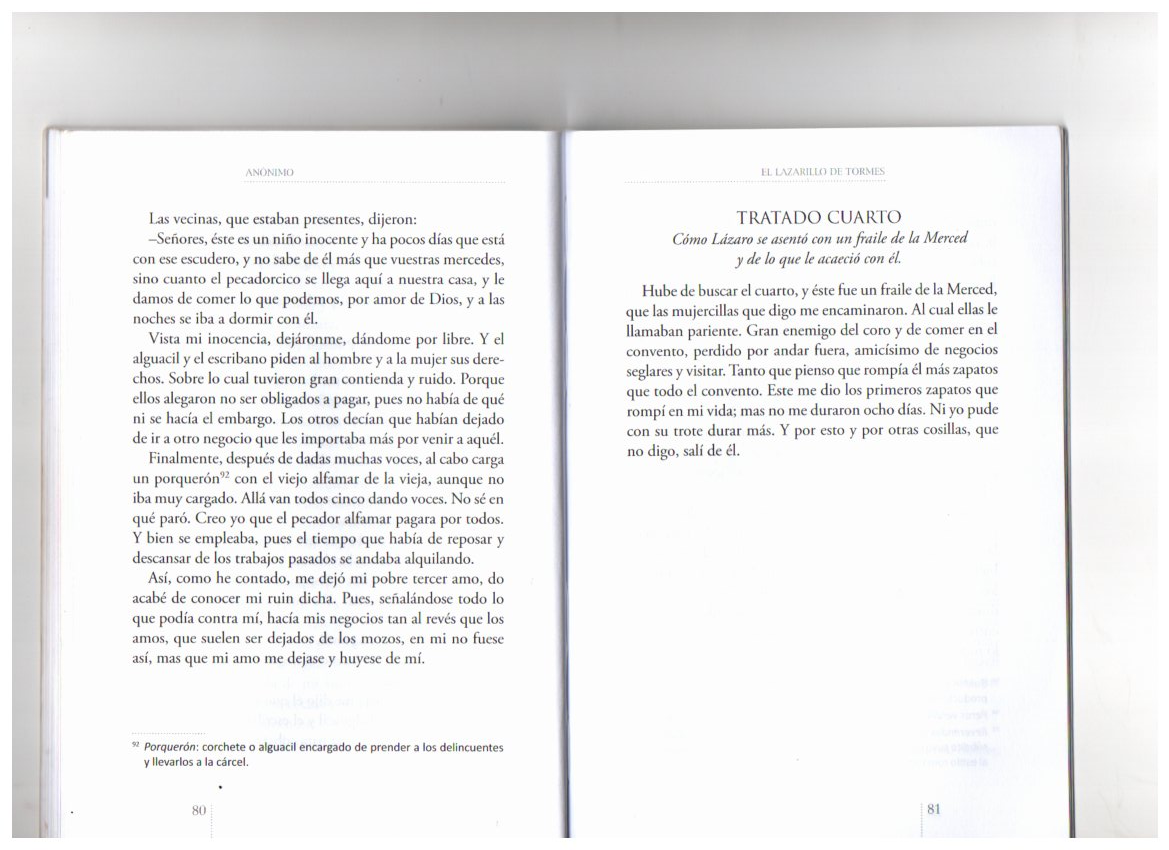 ANÓNIMO
Las vecinas, que estaban presentes, dijeron:
–Señores, éste es un niño inocente y ha pocos días que está
con ese escudero, y no sabe de él más que vuestras mercedes,
sino cuanto el pecadorcico se llega aquí a nuestra casa, y le
damos de comer lo que podemos, por amor de Dios, y a las
noches se iba a dormir con él.
Vista mi inocencia, dejáronme, dándome por libre. Y el
alguacil y el escribano piden al hombre y a la mujer sus dere-
chos. Sobre lo cual tuvieron gran contienda y ruido. Porque
ellos alegaron no ser obligados a pagar, pues no había de qué
ni se hacía el embargo. Los otros decían que habían dejado
de ir a otro negocio que les importaba más por venir a aquél.
Finalmente, después de dadas muchas voces, al cabo carga
un porquerón⁹² con el viejo alfamar de la vieja, aunque no
iba muy cargado. Allá van todos cinco dando voces. No sé en
qué paró. Creo yo que el pecador alfamar pagara por todos.
Y bien se empleaba, pues el tiempo que había de reposar y
descansar de los trabajos pasados se andaba alquilando.
Así, como he contado, me dejó mi pobre tercer amo, do
acabé de conocer mi ruin dicha. Pues, señalándose todo lo
que podía contra mí, hacía mis negocios tan al revés que los
amos, que suelen ser dejados de los mozos, en mi no fuese
así, mas que mi amo me dejase y huyese de mí.
⁹² Porquerón: corchete o alguacil encargado de prender a los delincuentes
y llevarlos a la cárcel.
80
EL LAZARILLO DE TORMES
TRATADO CUARTO
Cómo Lázaro se asentó con un fraile de la Merced
y de lo que le acaeció con él.
Hube de buscar el cuarto, y éste fue un fraile de la Merced,
que las mujercillas que digo me encaminaron. Al cual ellas le
llamaban pariente. Gran enemigo del coro y de comer en el
convento, perdido por andar fuera, amicísimo de negocios
seglares y visitar. Tanto que pienso que rompía él más zapatos
que todo el convento. Este me dio los primeros zapatos que
rompí en mi vida; mas no me duraron ocho días. Ni yo pude
con su trote durar más. Y por esto y por otras cosillas, que
no digo, salí de él.
81